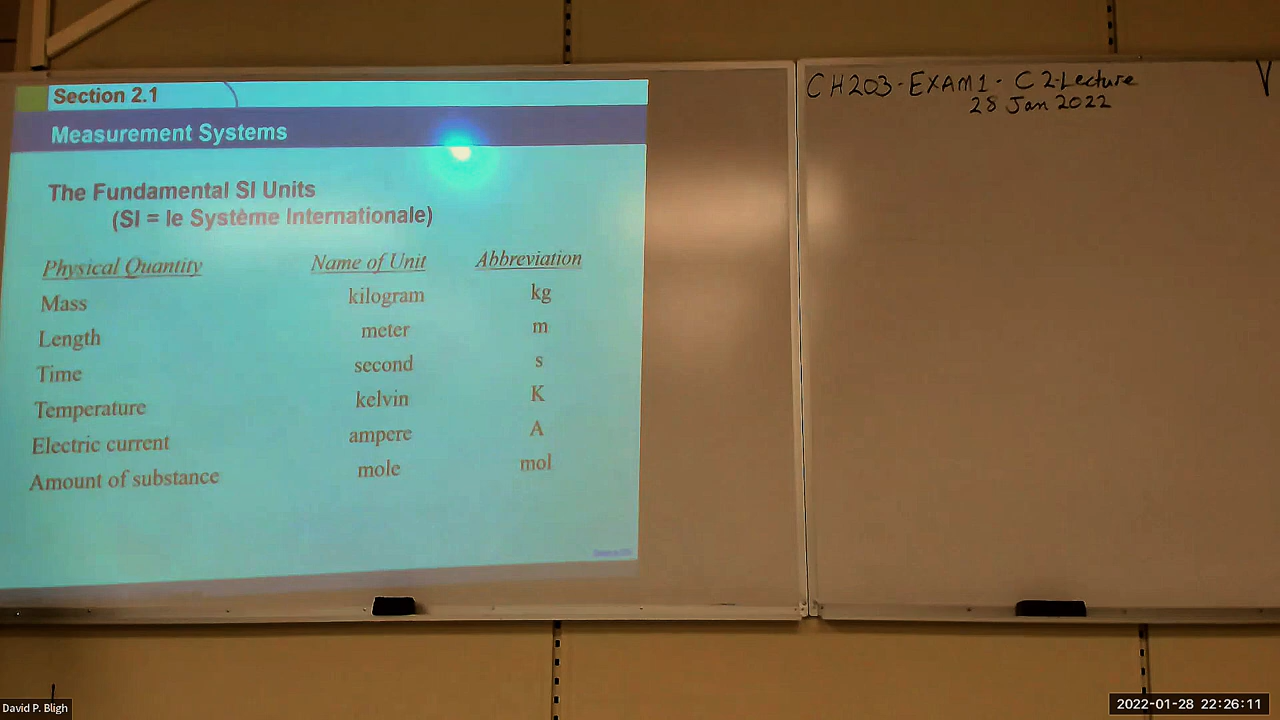 Section 2.1
Measurement Systems
The Fundamental SI Units
(SI = le Système Internationale)
Physical Quantity Name of Unit Abbreviation
Mass kilogram kg
Length meter m
Time second s
Temperature kelvin K
Electric current ampere A
Amount of substance mole mol
CH203-EXAM1- C2-Lecture
28 Jan 2022
David P. Bligh
2022-01-28 22:26:11